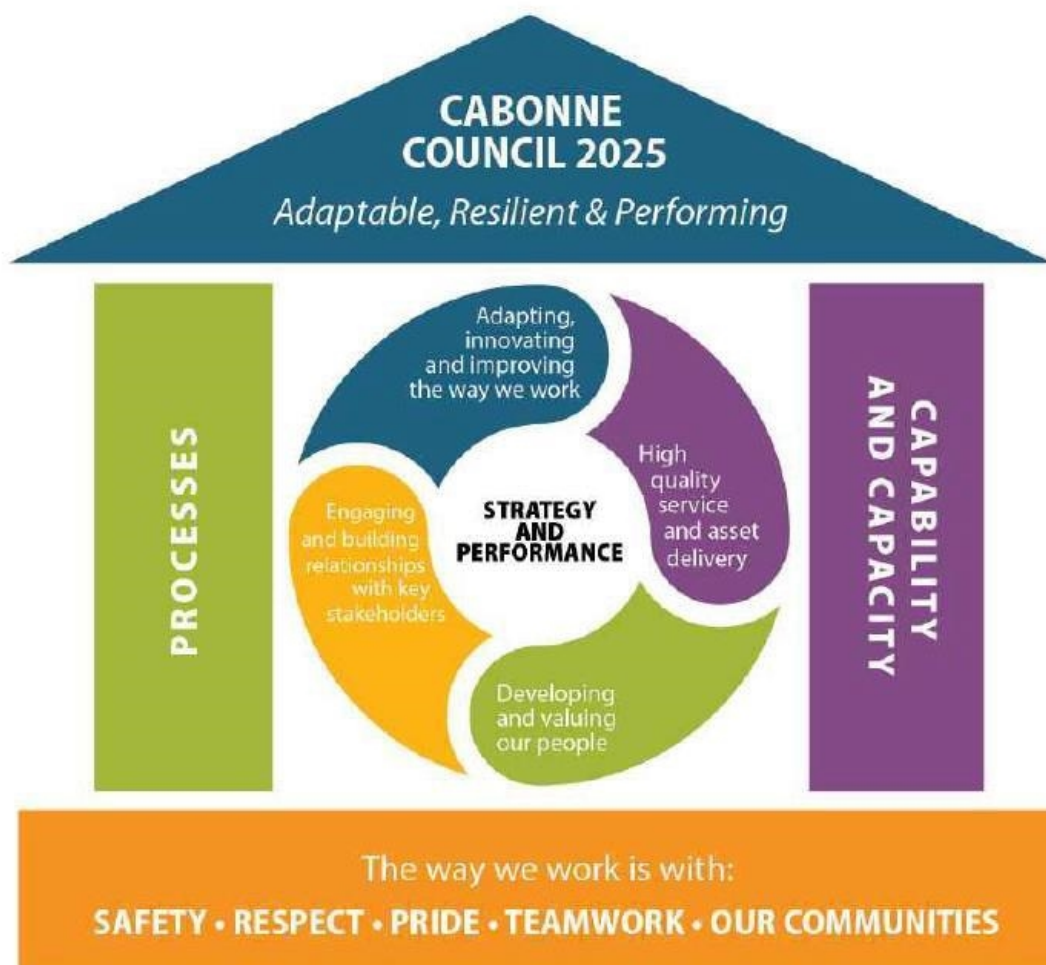 CABONNE
COUNCIL 2025
Adaptable, Resilient & Performing
PROCESSES
Adapting,
innovating
and improving
the way we work
High
quality
service
and asset
delivery
STRATEGY
AND
PERFORMANCE
Engaging
and building
relationships
with key
stakeholders
Developing
and valuing
our people
CAPABILITY
AND CAPACITY
The way we work is with:
SAFETY • RESPECT • PRIDE • TEAMWORK • OUR COMMUNITIES